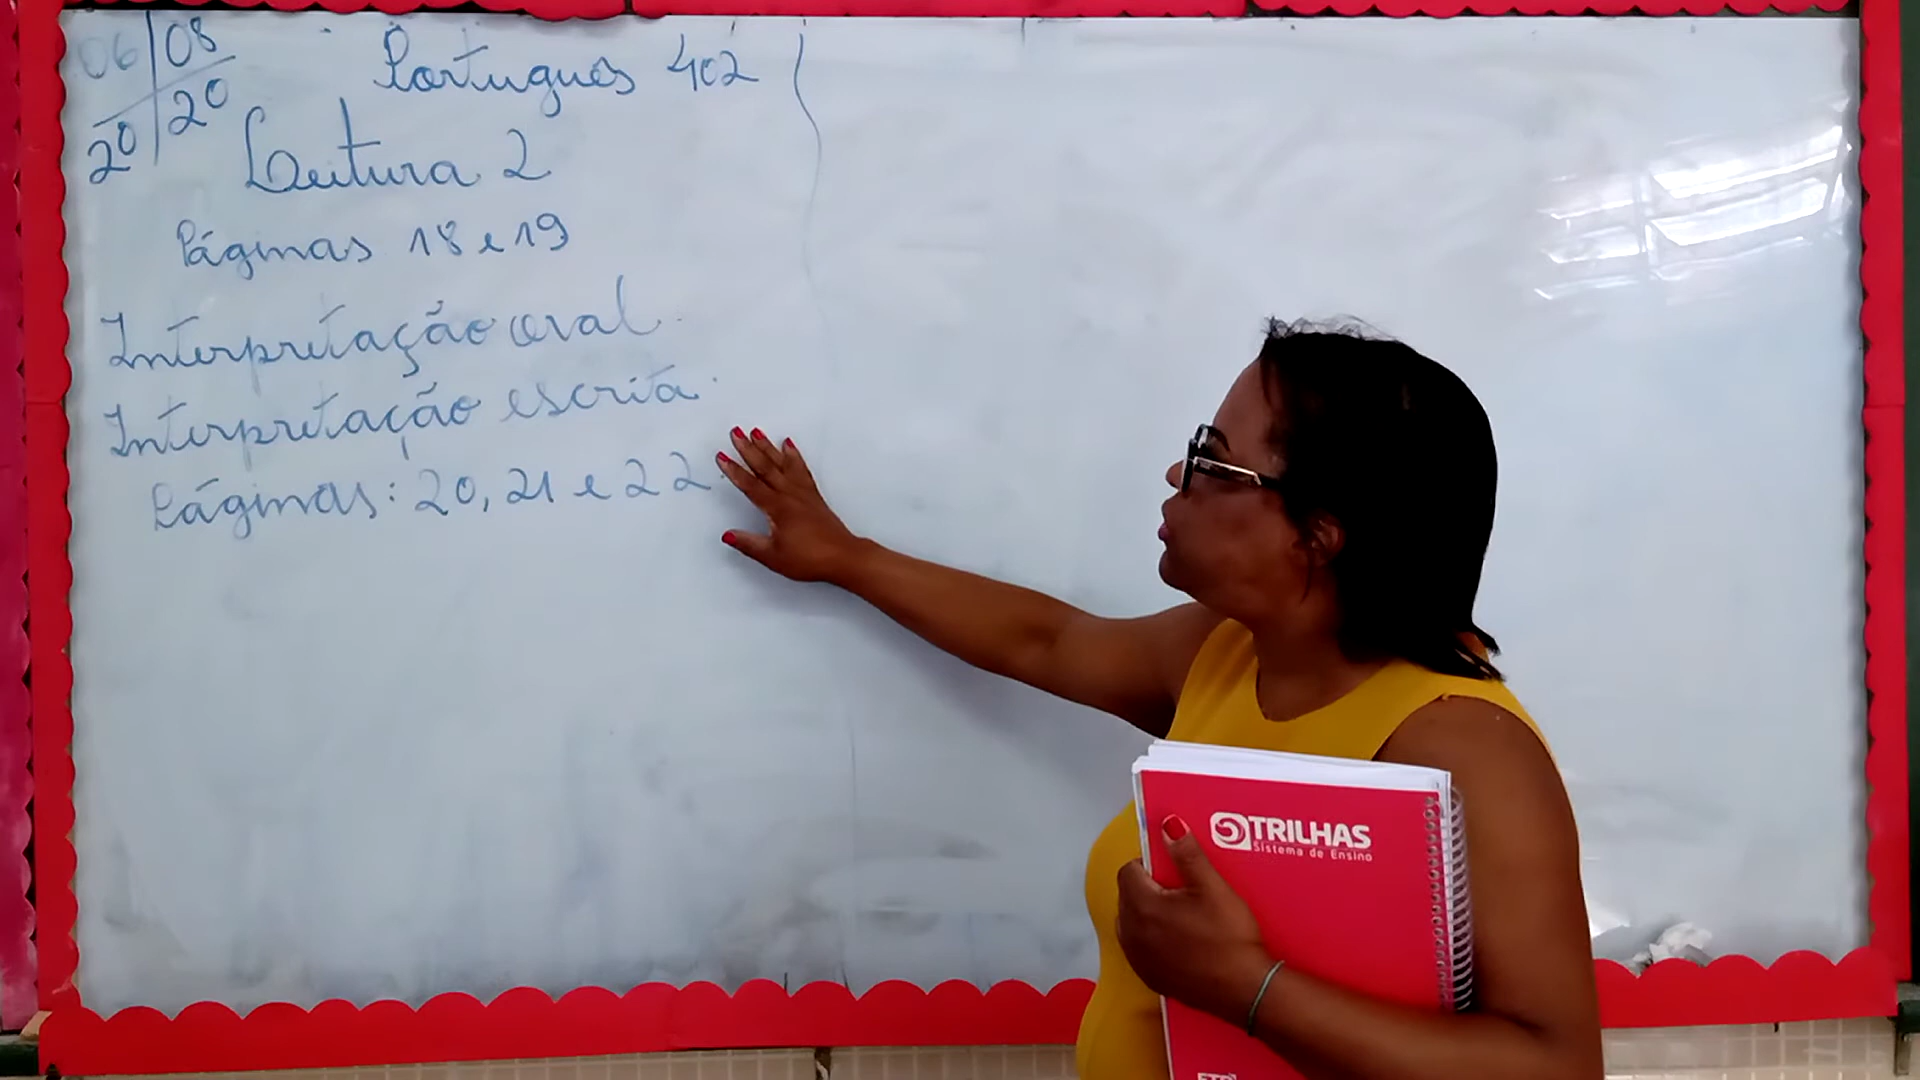 06/08
20/20
Português 402
Leitura 2
Páginas 18 e 19
Interpretação oral.
Interpretação escrita.
Páginas: 20, 21 e 22.
TRILHAS
Sistema de Ensino
FTD